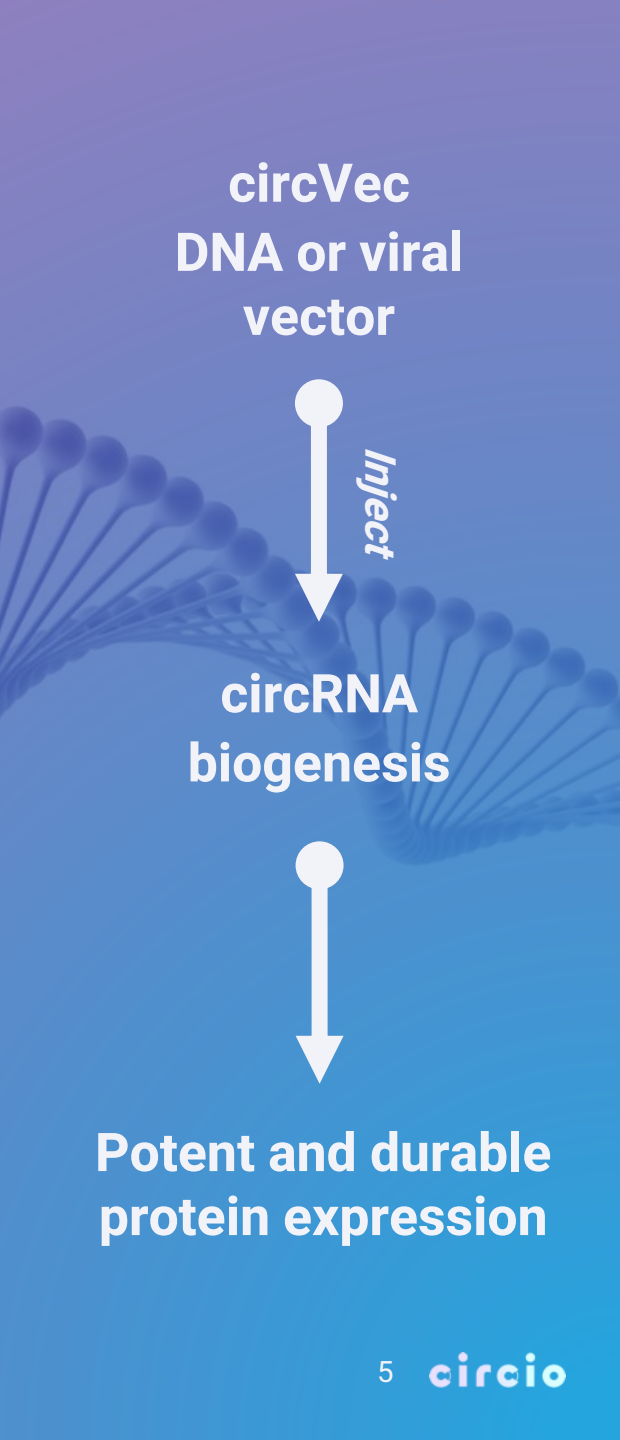 circVec
DNA or viral
vector
Inject
circRNA
biogenesis
Potent and durable
protein expression
5
circio